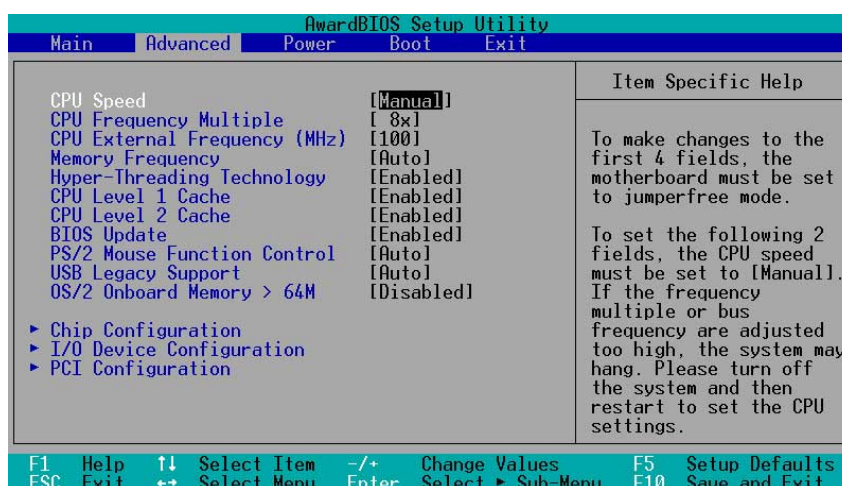 AwardBIOS Setup Utility
Main Advanced Power Boot Exit
CPU Speed [Manual]
CPU Frequency Multiple [ 8x]
CPU External Frequency (MHz) [100]
Memory Frequency [Auto]
Hyper-Threading Technology [Enabled]
CPU Level 1 Cache [Enabled]
CPU Level 2 Cache [Enabled]
BIOS Update [Enabled]
PS/2 Mouse Function Control [Auto]
USB Legacy Support [Auto]
OS/2 Onboard Memory > 64M [Disabled]
▶ Chip Configuration
▶ I/O Device Configuration
▶ PCI Configuration
Item Specific Help
To make changes to the
first 4 fields, the
motherboard must be set
to jumperfree mode.
To set the following 2
fields, the CPU speed
must be set to [Manual].
If the frequency
multiple or bus
frequency are adjusted
too high, the system may
hang. Please turn off
the system and then
restart to set the CPU
settings.
F1 Help ↑↓ Select Item -/+ Change Values F5 Setup Defaults
ESC Exit ←→ Select Menu Enter Select ▶ Sub-Menu F10 Save and Exit